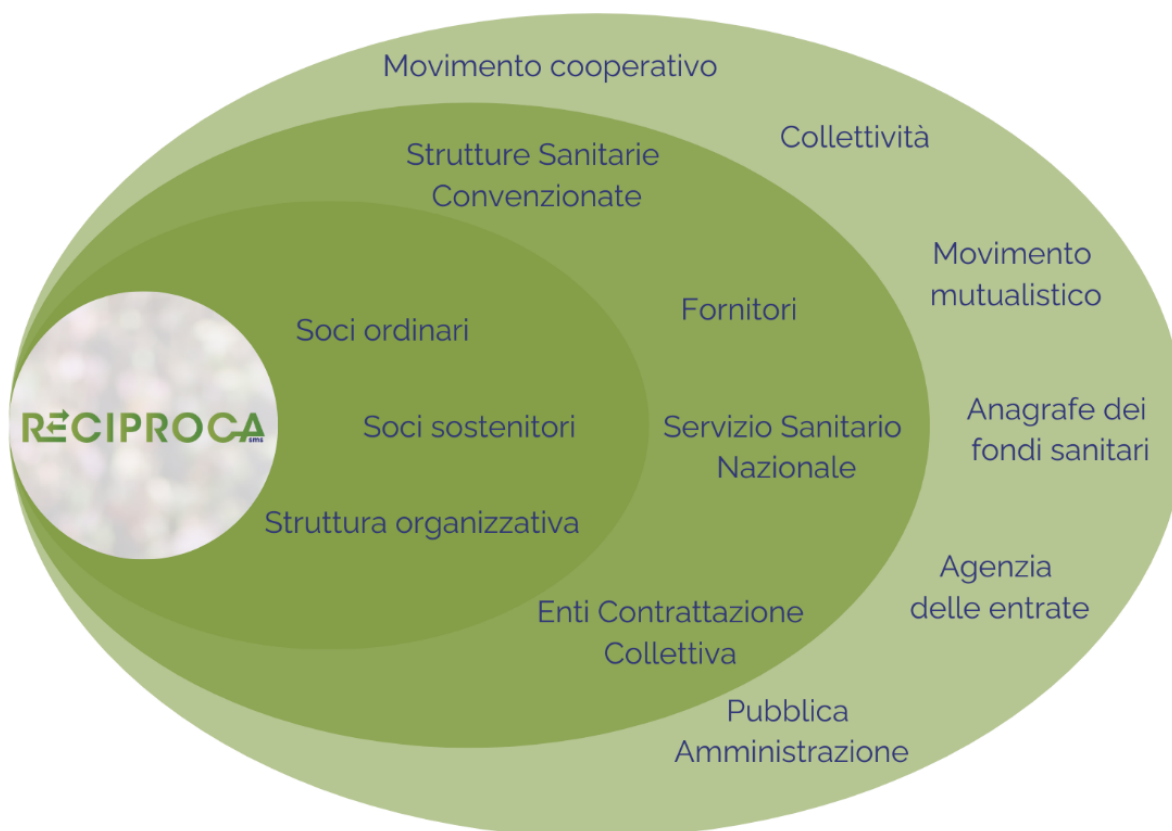 Movimento cooperativo
Collettività
Strutture Sanitarie
Convenzionate
Movimento
mutualistico
Fornitori
Soci ordinari
RECIPROCA
sms
Soci sostenitori
Servizio Sanitario
Nazionale
Anagrafe dei
fondi sanitari
Struttura organizzativa
Agenzia
delle entrate
Enti Contrattazione
Collettiva
Pubblica
Amministrazione